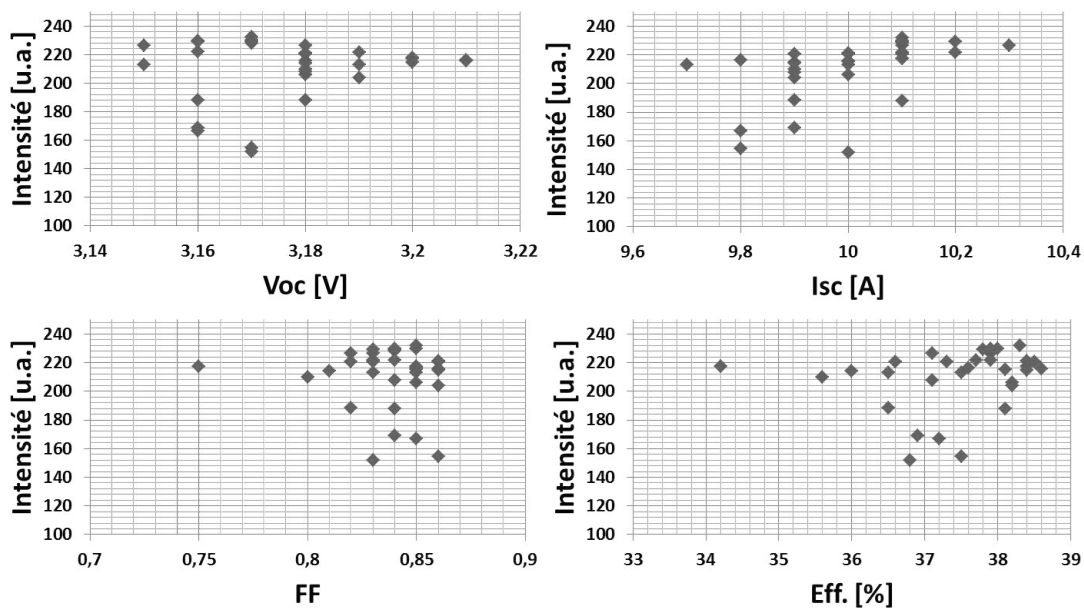 Intensité [u.a.]
240
220
200
180
160
140
120
100
3,14 3,16 3,18 3,2 3,22
Voc [V]
Intensité [u.a.]
240
220
200
180
160
140
120
100
9,6 9,8 10 10,2 10,4
Isc [A]
Intensité [u.a.]
240
220
200
180
160
140
120
100
0,7 0,75 0,8 0,85 0,9
FF
Intensité [u.a.]
240
220
200
180
160
140
120
100
33 34 35 36 37 38 39
Eff. [%]